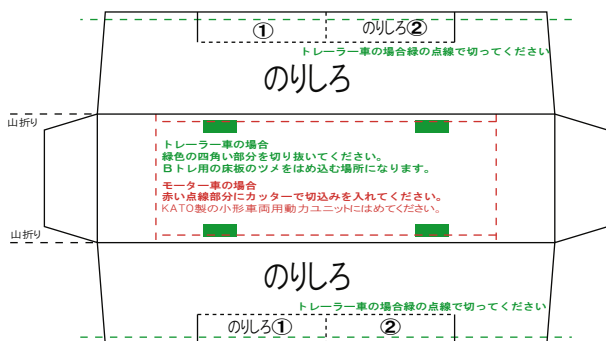 ① のりしろ②
トレーラー車の場合緑の点線で切ってください
のりしろ
山折り
トレーラー車の場合
緑色の四角い部分を切り抜いてください。
Bトレ用の床板のツメをはめ込む場所になります。
モーター車の場合
赤い点線部分にカッターで切込みを入れてください。
KATO製の小形車両用動力ユニットにはめてください。
山折り
のりしろ
トレーラー車の場合緑の点線で切ってください
のりしろ① ②